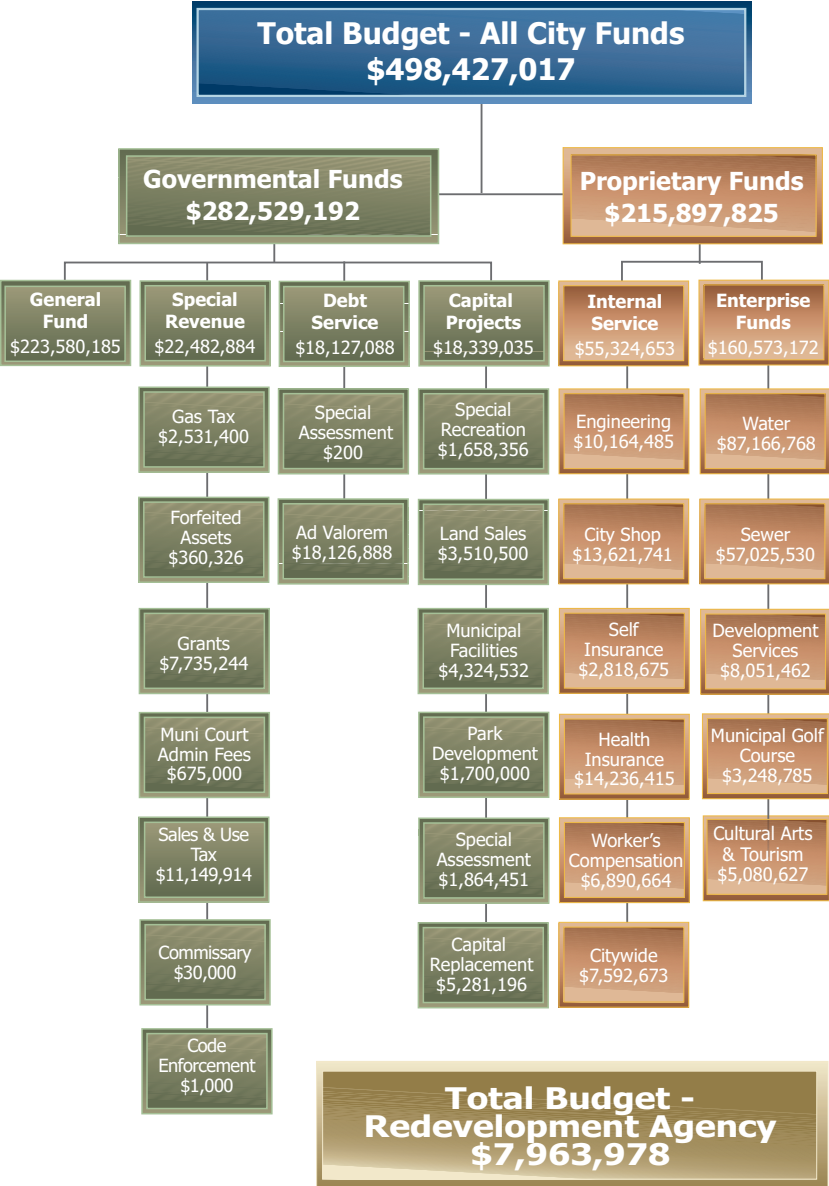 Total Budget - All City Funds
$498,427,017
Governmental Funds
$282,529,192
Proprietary Funds
$215,897,825
General
Fund
$223,580,185
Special
Revenue
$22,482,884
Debt
Service
$18,127,088
Capital
Projects
$18,339,035
Internal
Service
$55,324,653
Enterprise
Funds
$160,573,172
Gas Tax
$2,531,400
Special
Assessment
$200
Special
Recreation
$1,658,356
Engineering
$10,164,485
Water
$87,166,768
Forfeited
Assets
$360,326
Ad Valorem
$18,126,888
Land Sales
$3,510,500
City Shop
$13,621,741
Sewer
$57,025,530
Grants
$7,735,244
Municipal
Facilities
$4,324,532
Self
Insurance
$2,818,675
Development
Services
$8,051,462
Muni Court
Admin Fees
$675,000
Park
Development
$1,700,000
Health
Insurance
$14,236,415
Municipal Golf
Course
$3,248,785
Sales & Use
Tax
$11,149,914
Special
Assessment
$1,864,451
Worker’s
Compensation
$6,890,664
Cultural Arts
& Tourism
$5,080,627
Commissary
$30,000
Capital
Replacement
$5,281,196
Citywide
$7,592,673
Code
Enforcement
$1,000
Total Budget -
Redevelopment Agency
$7,963,978